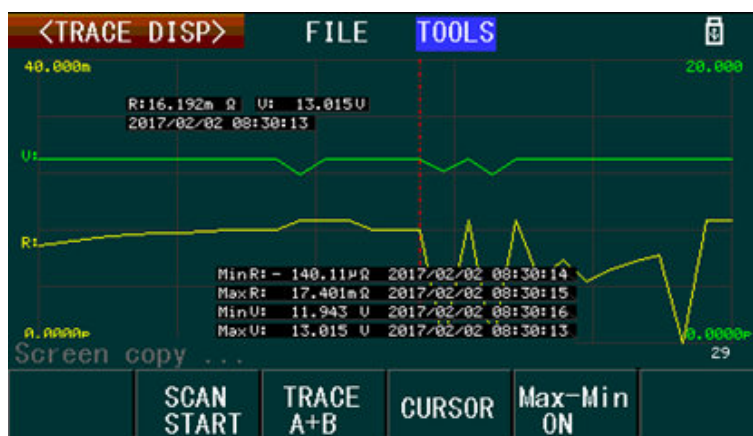 <TRACE DISP> FILE TOOLS
40.000m 20.000
R:16.192m Ω V: 13.015V
2017/02/02 08:30:13
V:
R:
MinR:- 140.11μΩ 2017/02/02 08:30:14
MaxR: 17.401mΩ 2017/02/02 08:30:15
MinV: 11.943 V 2017/02/02 08:30:16
MaxV: 13.015 V 2017/02/02 08:30:13
0.0000p 0.0000p
Screen copy ... 29
SCAN TRACE CURSOR Max-Min
START A+B ON